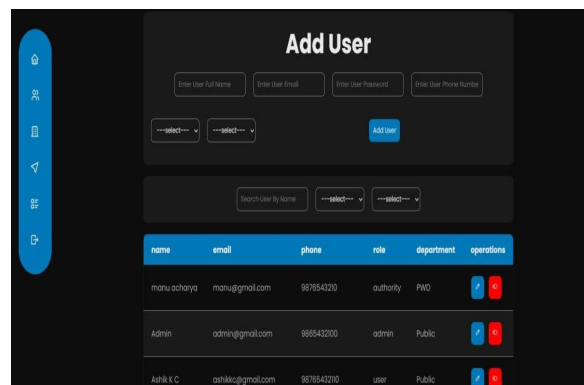 Add User
Enter User Full Name Enter User Email Enter User Password Enter User Phone Numbe
---select--- ---select--- Add User
Search User By Name ---select--- ---select---
name email phone role department operations
manu acharya manu@gmail.com 9876543210 authority PWD
Admin admin@gmail.com 9865432100 admin Public
Ashik K C ashikkc@gmail.com 9876543210 user Public